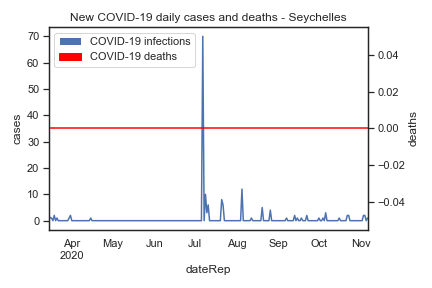 New COVID-19 daily cases and deaths - Seychelles
COVID-19 infections
COVID-19 deaths
70
60
50
40
30
20
10
0
cases
0.04
0.02
0.00
−0.02
−0.04
deaths
Apr May Jun Jul Aug Sep Oct Nov
2020
dateRep